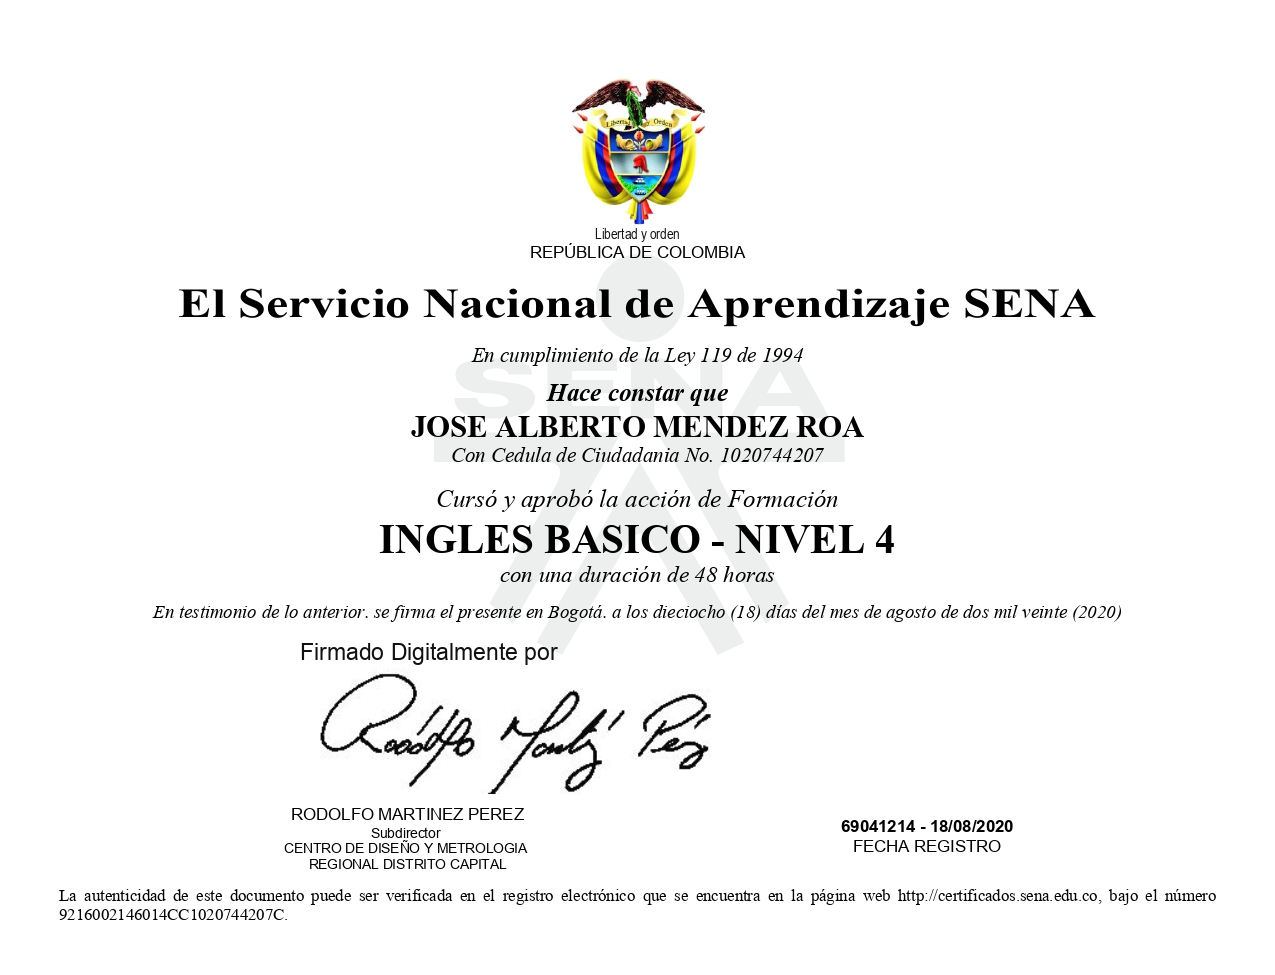 Libertad y Orden
Libertad y orden
REPÚBLICA DE COLOMBIA
El Servicio Nacional de Aprendizaje SENA
En cumplimiento de la Ley 119 de 1994
SENA
Hace constar que
JOSE ALBERTO MENDEZ ROA
Con Cedula de Ciudadania No. 1020744207
Cursó y aprobó la acción de Formación
INGLES BASICO - NIVEL 4
con una duración de 48 horas
En testimonio de lo anterior. se firma el presente en Bogotá. a los dieciocho (18) días del mes de agosto de dos mil veinte (2020)
Firmado Digitalmente por
Rodolfo Martínez Pérez
RODOLFO MARTINEZ PEREZ
Subdirector
CENTRO DE DISEÑO Y METROLOGIA
REGIONAL DISTRITO CAPITAL
69041214 - 18/08/2020
FECHA REGISTRO
La autenticidad de este documento puede ser verificada en el registro electrónico que se encuentra en la página web http://certificados.sena.edu.co, bajo el número
9216002146014CC1020744207C.